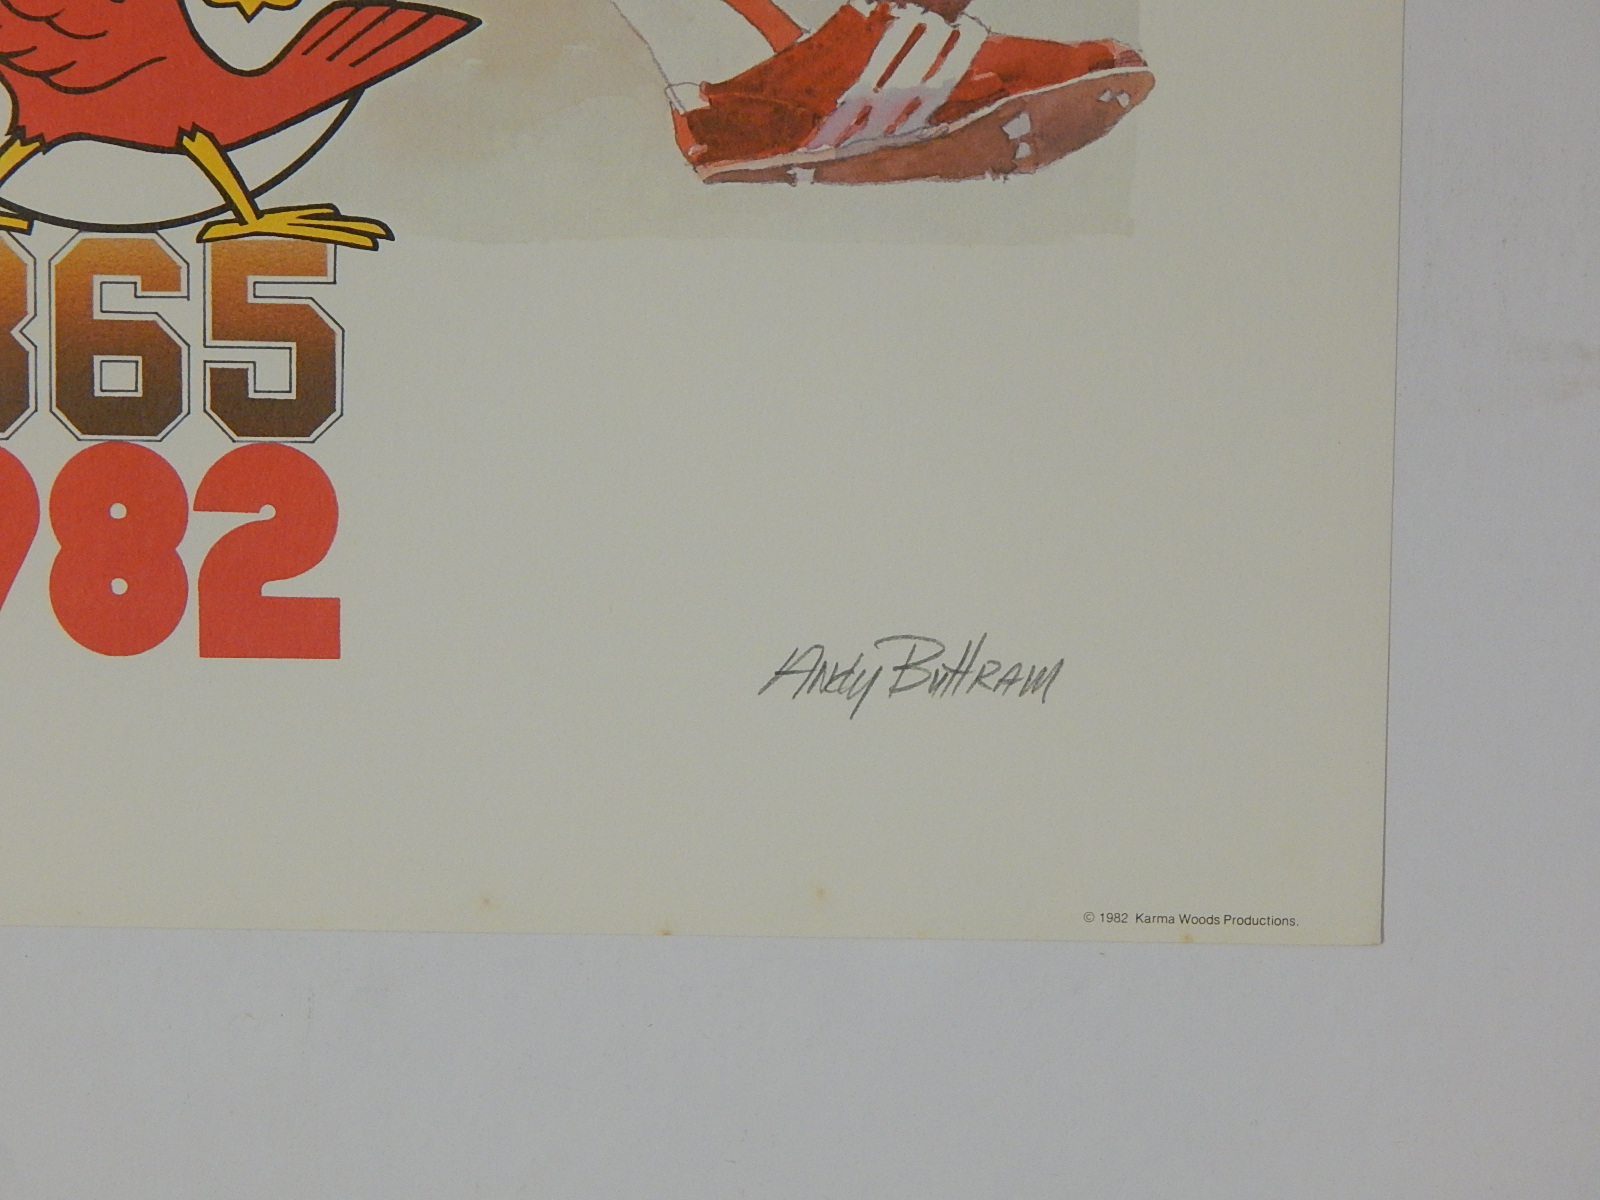 365
982
Andy Buttram
© 1982 Karma Woods Productions.